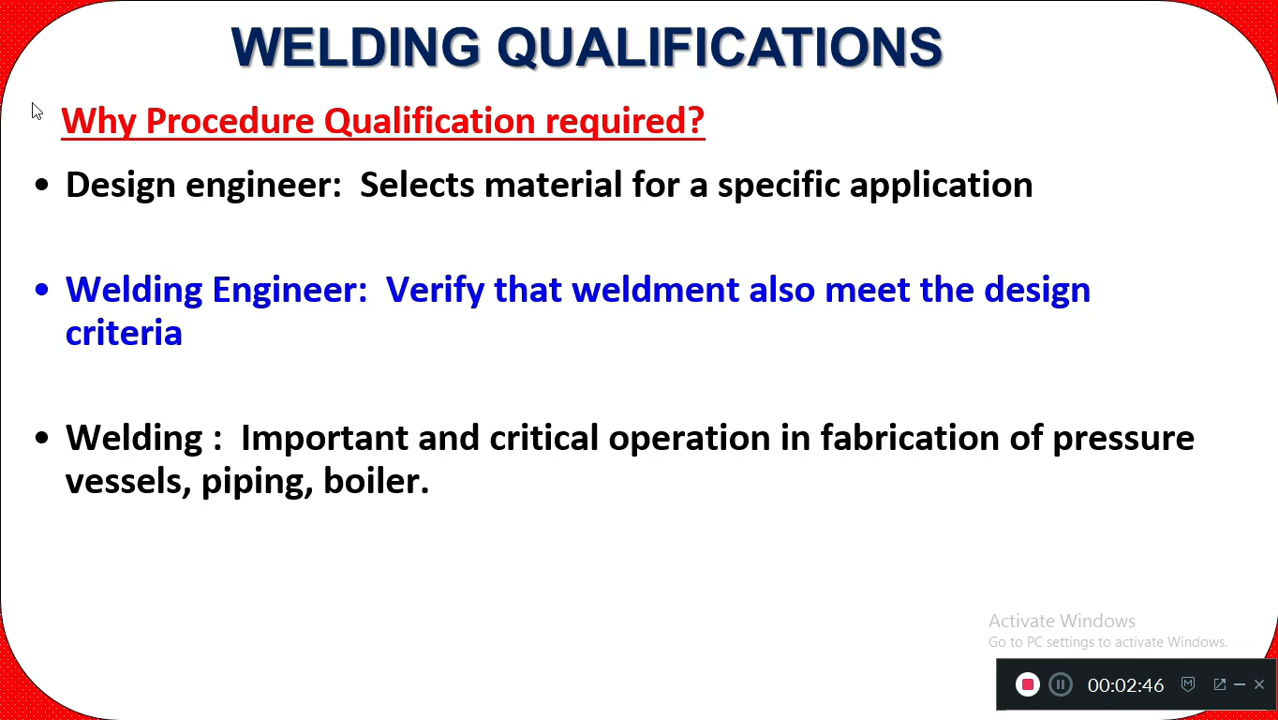 WELDING QUALIFICATIONS
Why Procedure Qualification required?
• Design engineer:  Selects material for a specific application
• Welding Engineer:  Verify that weldment also meet the design
criteria
• Welding :  Important and critical operation in fabrication of pressure
vessels, piping, boiler.
Activate Windows
Go to PC settings to activate Windows.
00:02:46